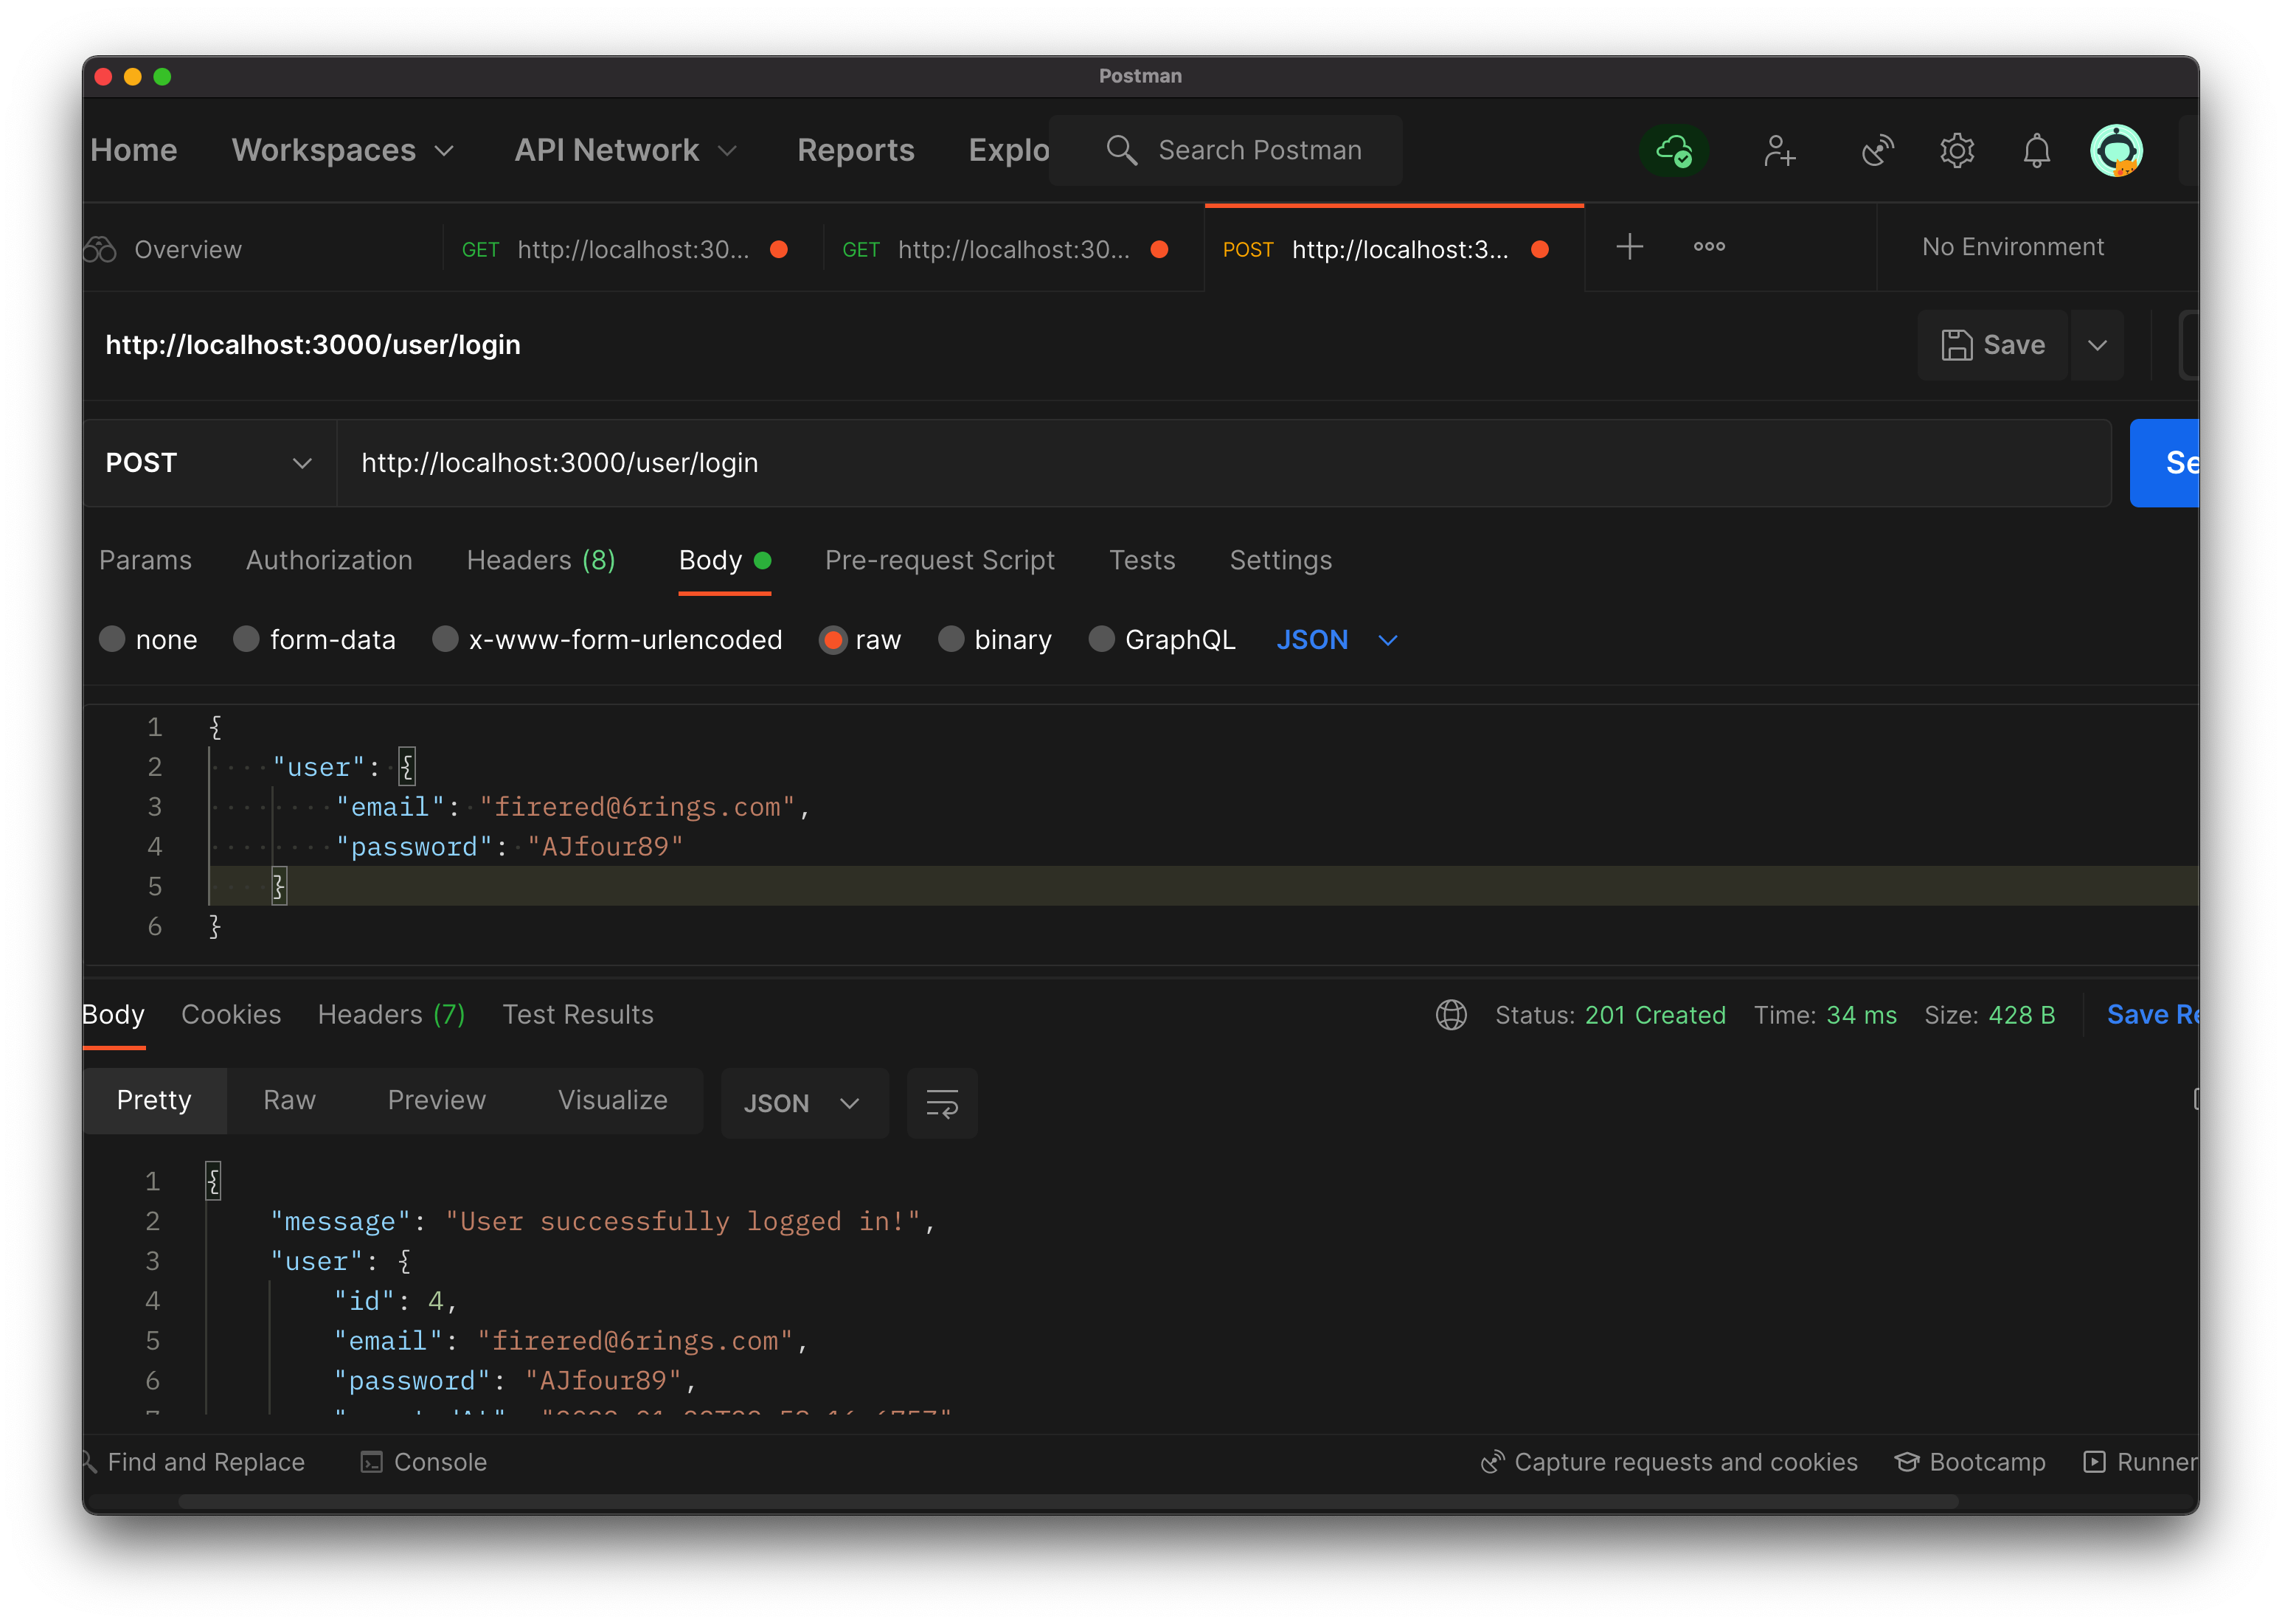 Postman
Home Workspaces API Network Reports Explo Search Postman
Overview GET http://localhost:30... GET http://localhost:30... POST http://localhost:3... No Environment
http://localhost:3000/user/login Save
POST http://localhost:3000/user/login Se
Params Authorization Headers (8) Body Pre-request Script Tests Settings
none form-data x-www-form-urlencoded raw binary GraphQL JSON
1 {
2 "user": {
3 "email": "firered@6rings.com",
4 "password": "AJfour89"
5 }
6 }
Body Cookies Headers (7) Test Results Status: 201 Created Time: 34 ms Size: 428 B Save Re
Pretty Raw Preview Visualize JSON
1 {
2 "message": "User successfully logged in!",
3 "user": {
4 "id": 4,
5 "email": "firered@6rings.com",
6 "password": "AJfour89",
Find and Replace Console Capture requests and cookies Bootcamp Runner